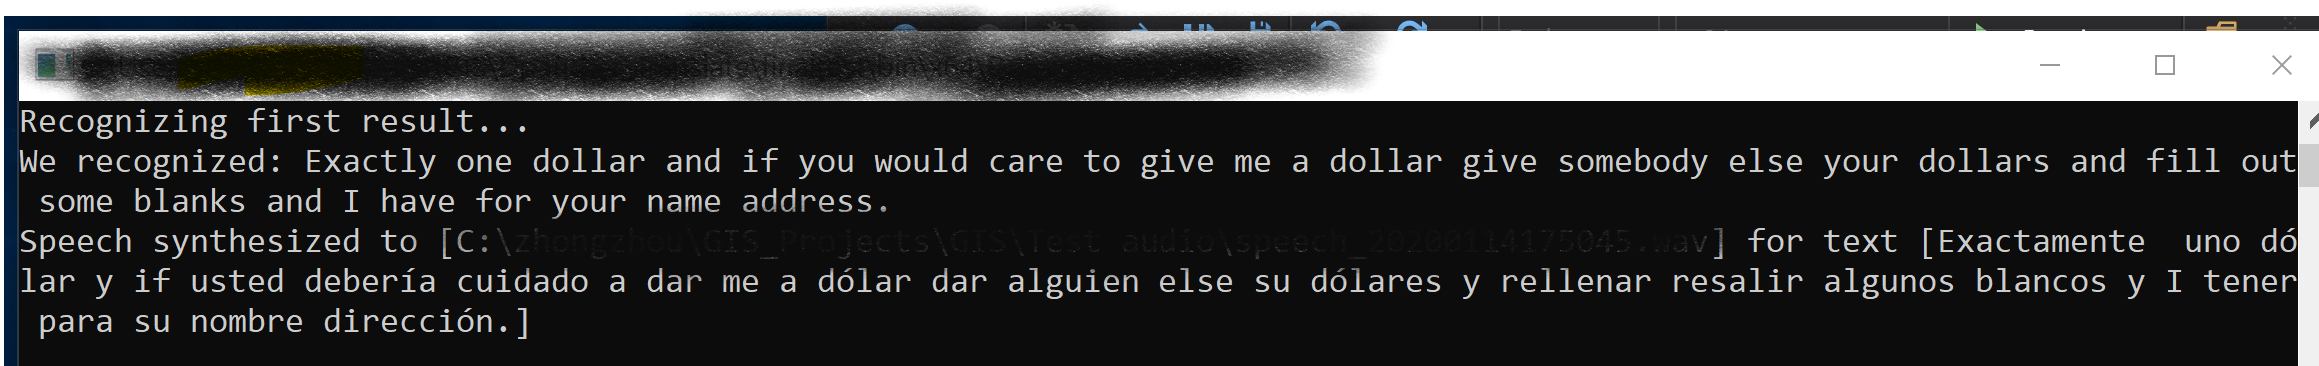 Recognizing first result...
We recognized: Exactly one dollar and if you would care to give me a dollar give somebody else your dollars and fill out
some blanks and I have for your name address.
Speech synthesized to [C:\zhongzhou\GIS_Projects\GIS\Test audio\speech_20200114175045.wav] for text [Exactamente  uno dó
lar y if usted debería cuidado a dar me a dólar dar alguien else su dólares y rellenar resalir algunos blancos y I tener
para su nombre dirección.]